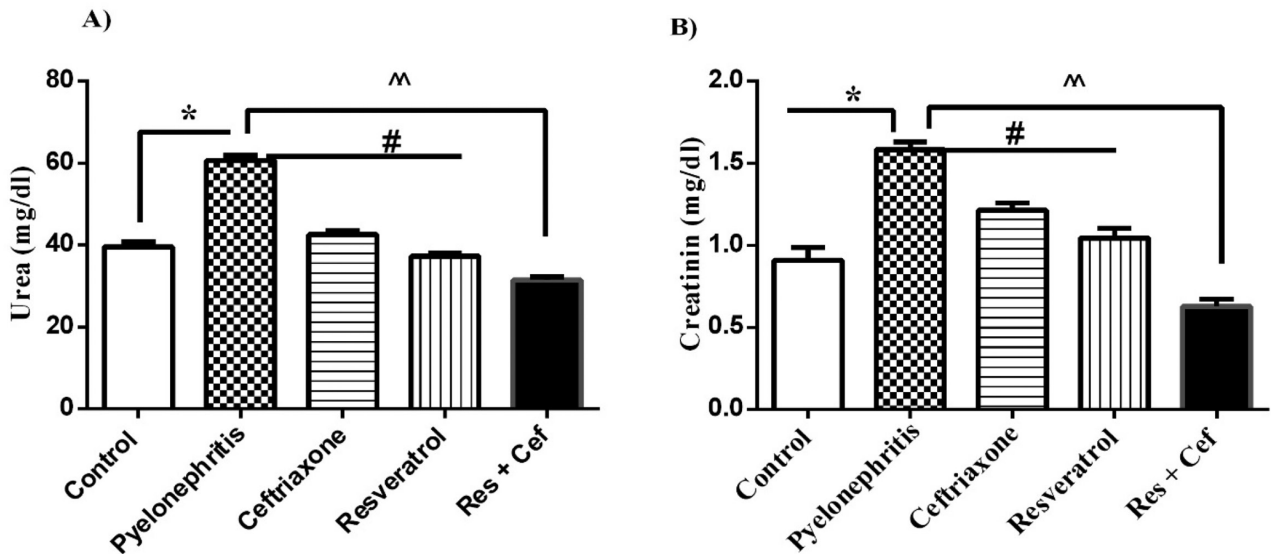 A)
Urea (mg/dl)
80
60
40
20
0
*
^^
#
Control
Pyelonephritis
Ceftriaxone
Resveratrol
Res + Cef
B)
Creatinin (mg/dl)
2.0
1.5
1.0
0.5
0.0
*
^^
#
Control
Pyelonephritis
Ceftriaxone
Resveratrol
Res + Cef